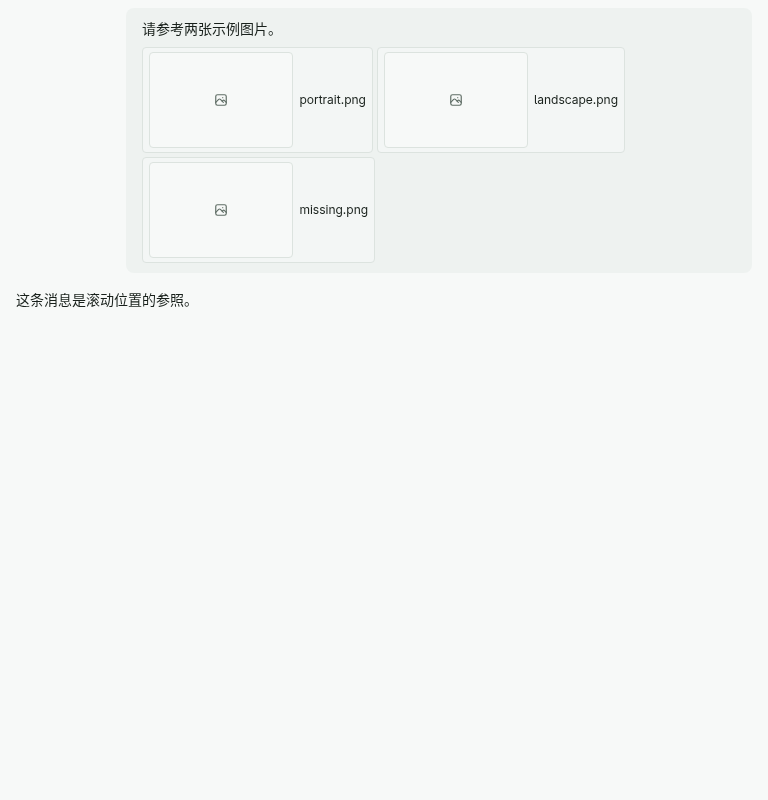 请参考两张示例图片。
portrait.png
landscape.png
missing.png
这条消息是滚动位置的参照。